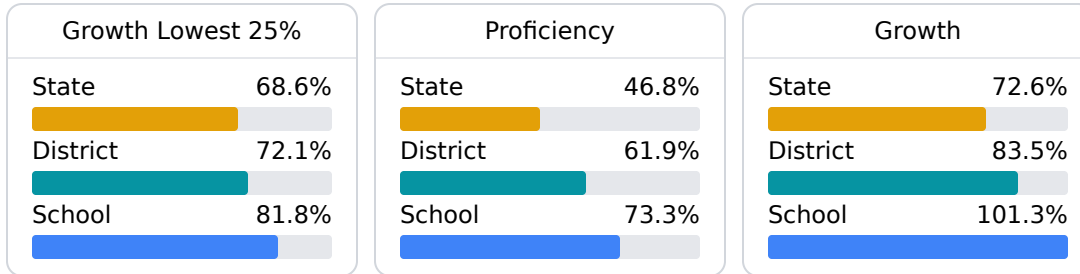 Growth Lowest 25%
State 68.6%
District 72.1%
School 81.8%
Proficiency
State 46.8%
District 61.9%
School 73.3%
Growth
State 72.6%
District 83.5%
School 101.3%